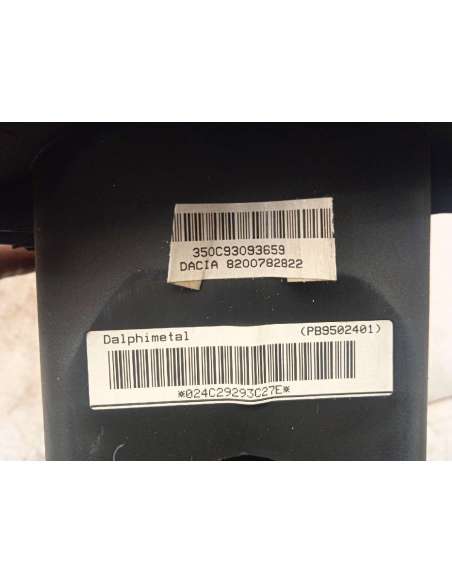 350C93093659
DACIA 8200782822
Dalphimetal (PB9502401)
*024C29293C27E*